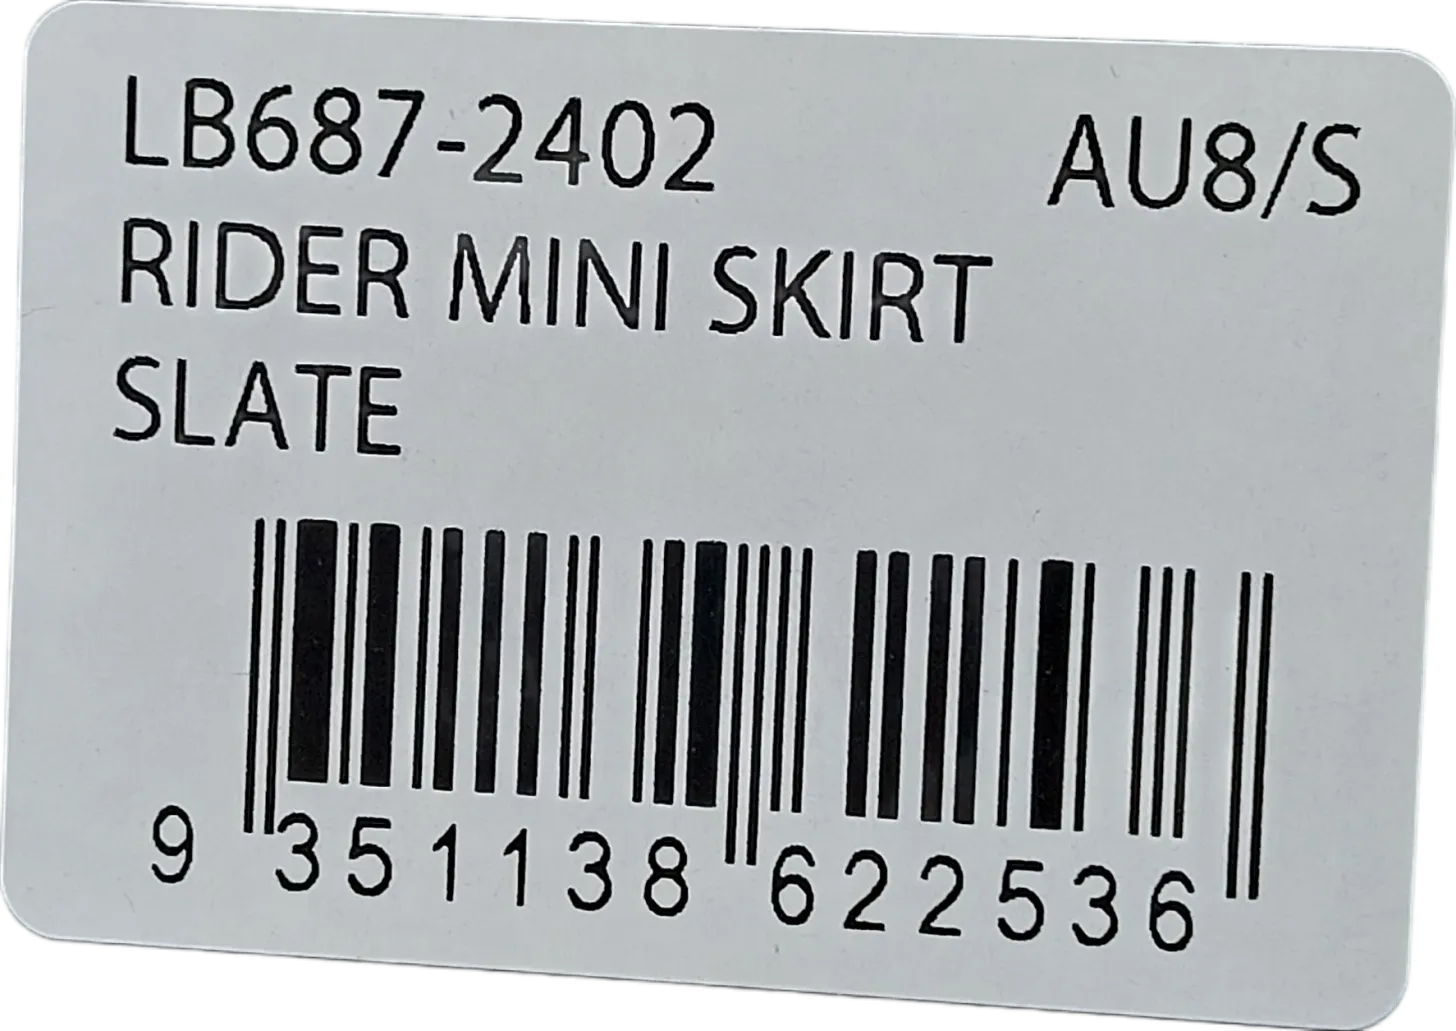 LB687-2402 AU8/S
RIDER MINI SKIRT
SLATE
9 351138 622536